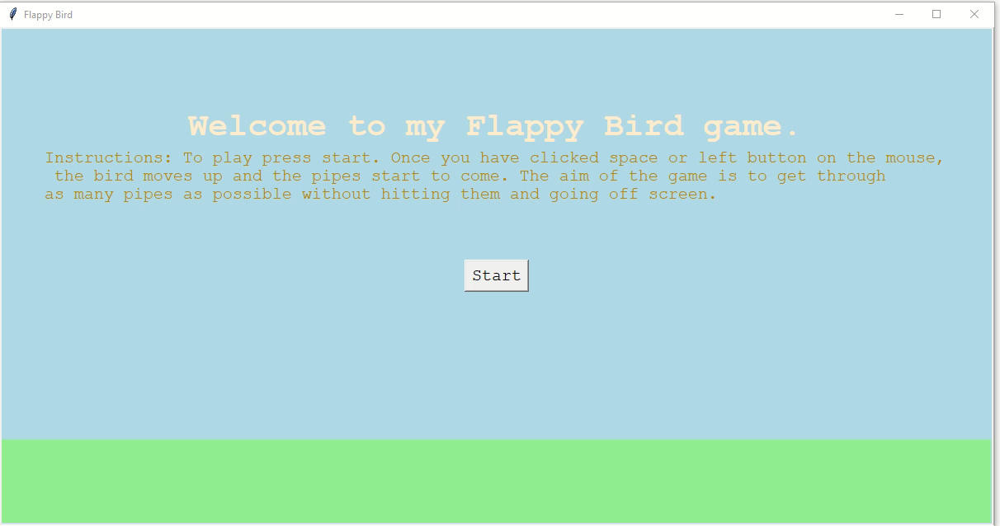 Flappy Bird
Welcome to my Flappy Bird game.
Instructions: To play press start. Once you have clicked space or left button on the mouse,
the bird moves up and the pipes start to come. The aim of the game is to get through
as many pipes as possible without hitting them and going off screen.
Start